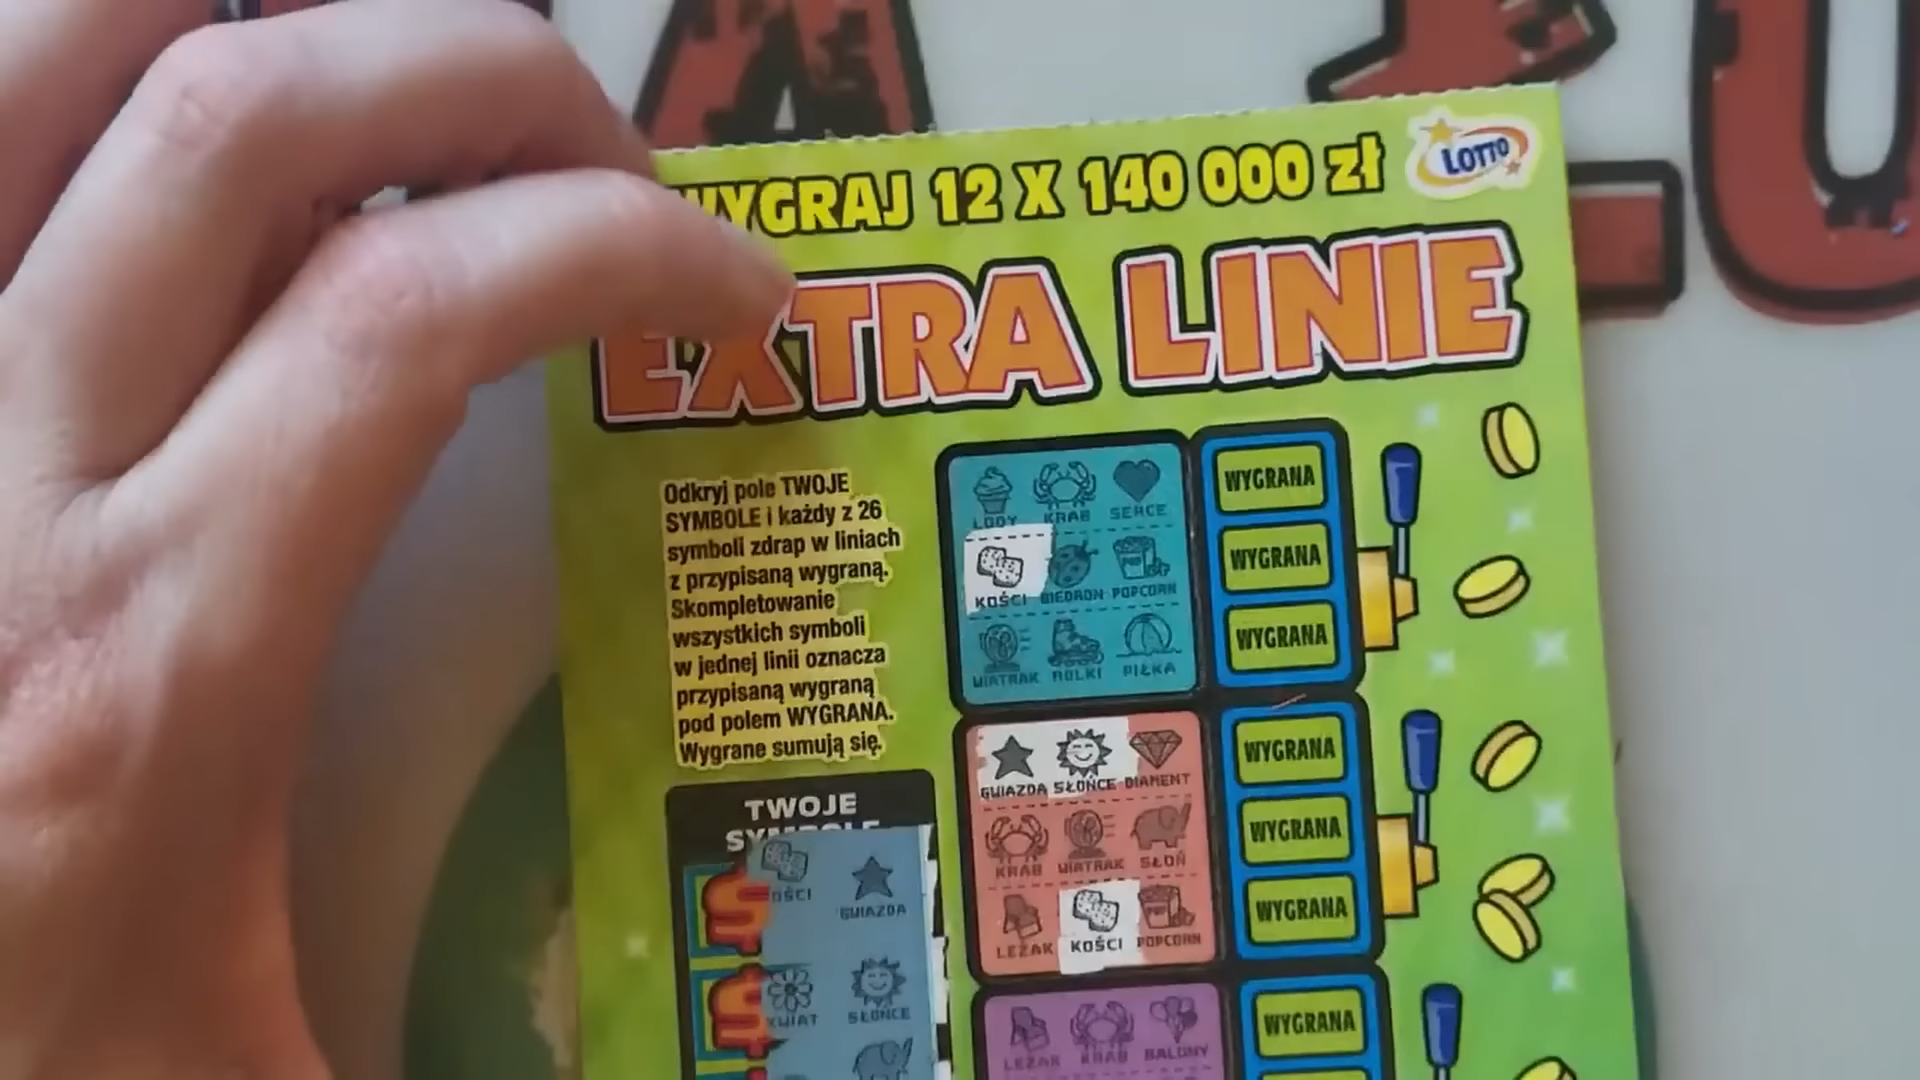 WYGRAJ 12 X 140 000 zł
LOTTO
EXTRA LINIE
Odkryj pole TWOJE
SYMBOLE i każdy z 26
symboli zdrap w liniach
z przypisaną wygraną.
Skompletowanie
wszystkich symboli
w jednej linii oznacza
przypisaną wygraną
pod polem WYGRANA.
Wygrane sumują się.
LODY KRAB SERCE
WYGRANA
KOŚCI BIEDRON POPCORN
WYGRANA
WIATRAK ROLKI PIŁKA
WYGRANA
GWIAZDA SŁOŃCE DIAMENT
WYGRANA
KRAB WIATRAK SŁOŃ
WYGRANA
LEŻAK KOŚCI POPCORN
WYGRANA
LEŻAK KRAB BALONY
WYGRANA
TWOJE
SYMBOLE
OŚCI GWIAZDA
KWIAT SŁOŃCE